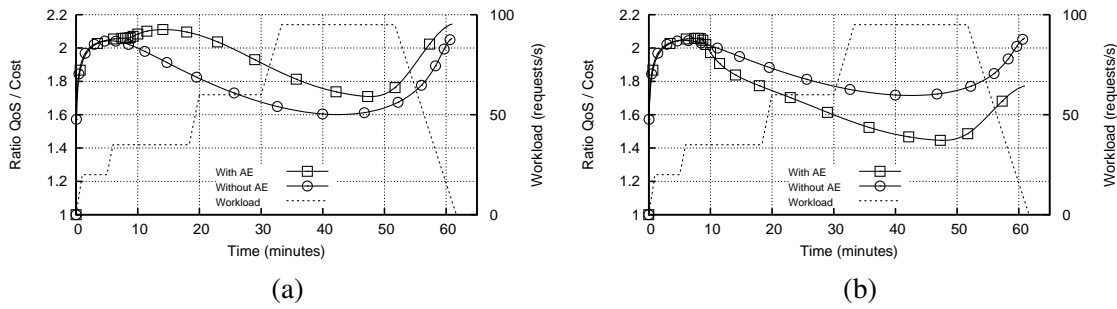 2.2
2
1.8
1.6
1.4
1.2
1
Ratio QoS / Cost
0 10 20 30 40 50 60
Time (minutes)
100
50
0
Workload (requests/s)
With AE
Without AE
Workload
(a)
2.2
2
1.8
1.6
1.4
1.2
1
Ratio QoS / Cost
0 10 20 30 40 50 60
Time (minutes)
100
50
0
Workload (requests/s)
With AE
Without AE
Workload
(b)